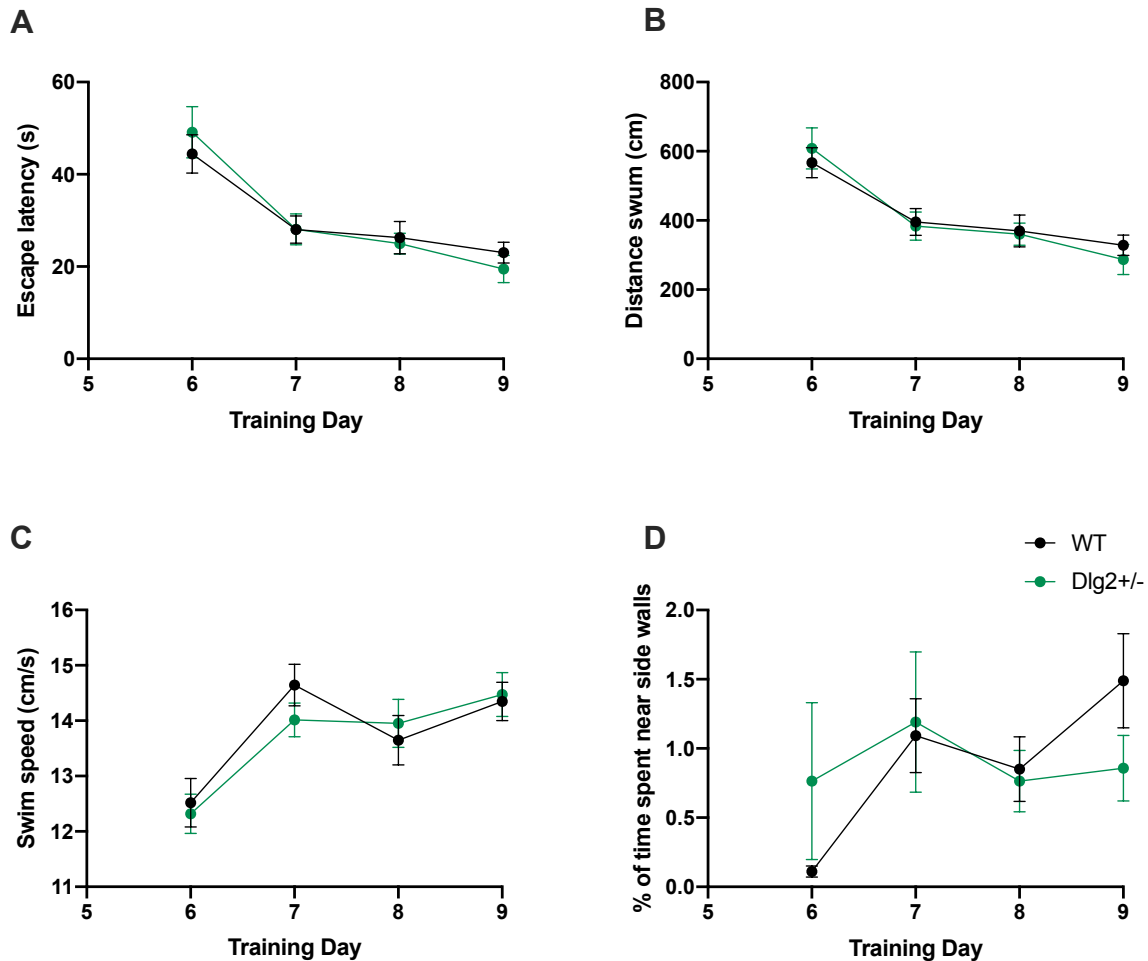 A
Escape latency (s)
60
40
20
0
5 6 7 8 9
Training Day
B
Distance swum (cm)
800
600
400
200
0
5 6 7 8 9
Training Day
C
Swim speed (cm/s)
16
15
14
13
12
11
5 6 7 8 9
Training Day
D
WT
Dlg2+/-
% of time spent near side walls
2.0
1.5
1.0
0.5
0.0
5 6 7 8 9
Training Day